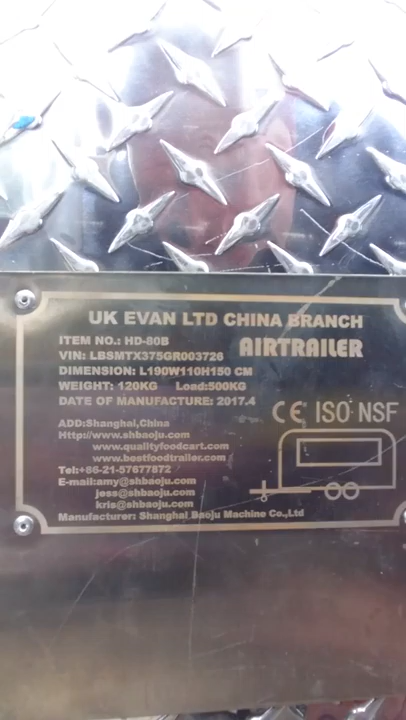 UK EVAN LTD CHINA BRANCH
ITEM NO.: HD-80B
AIRTRAILER
VIN: LBSMTX375GR003726
DIMENSION: L190W110H150 CM
WEIGHT: 120KG Load:500KG
DATE OF MANUFACTURE: 2017.4
CE ISO NSF
ADD:Shanghai,China
Http://www.shbaoju.com
www.qualityfoodcart.com
www.bestfoodtrailer.com
Tel:+86-21-57677872
E-mail:amy@shbaoju.com
jess@shbaoju.com
kris@shbaoju.com
Manufacturer: Shanghai Baoju Machine Co.,Ltd